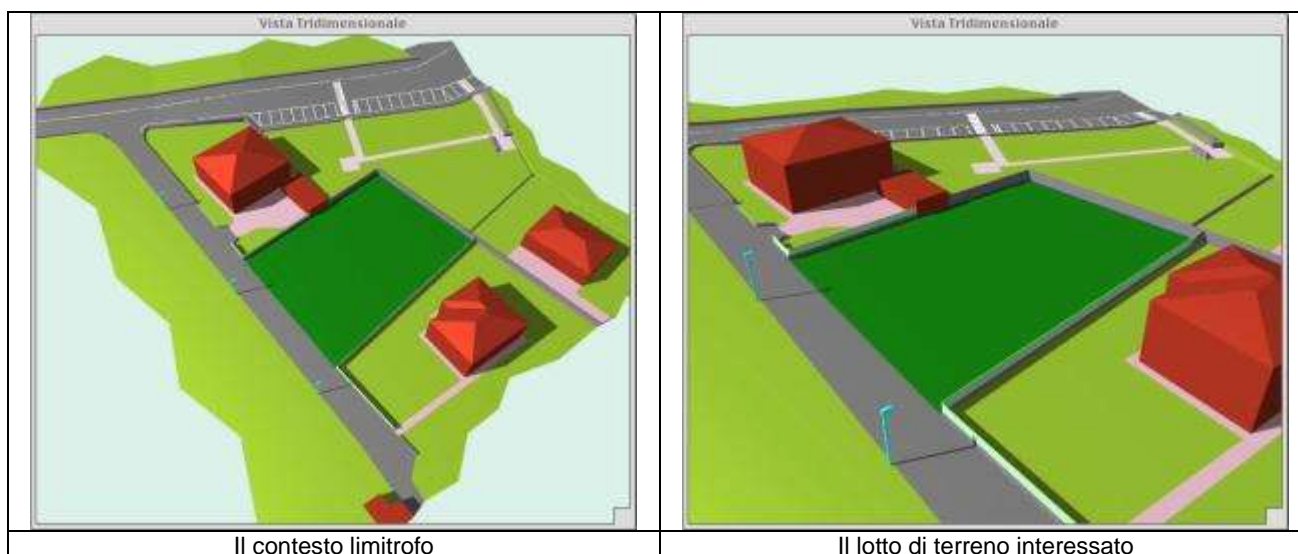 Vista Tridimensionale
Vista Tridimensionale
Il contesto limitrofo
Il lotto di terreno interessato